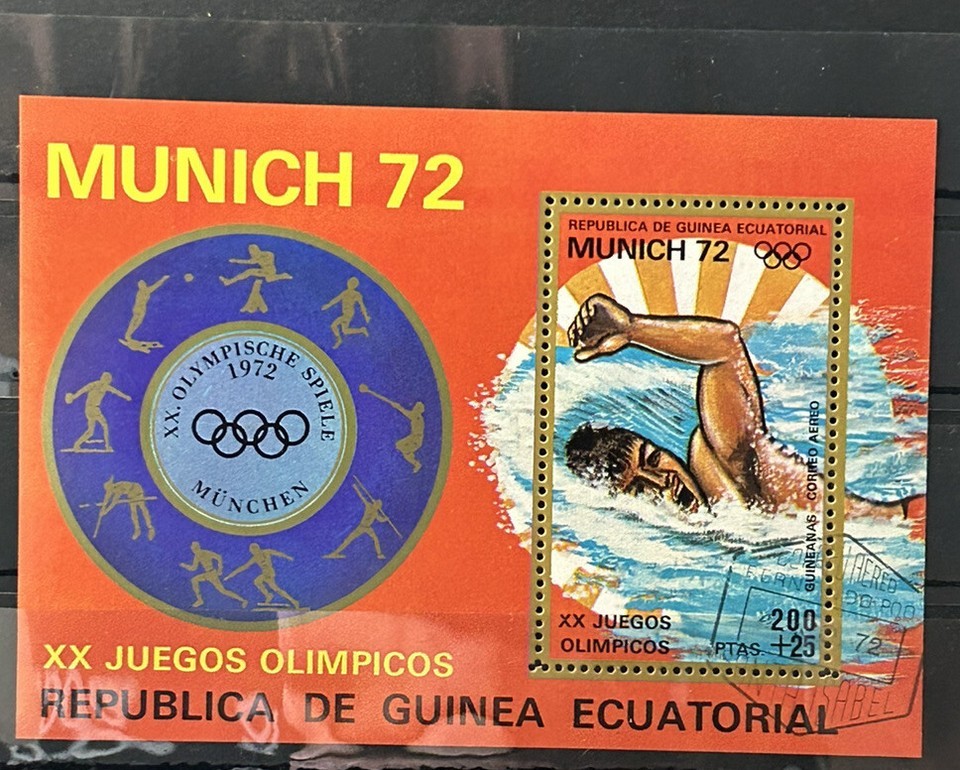 MUNICH 72
XX. OLYMPISCHE SPIELE
1972
MÜNCHEN
XX JUEGOS OLIMPICOS
REPUBLICA DE GUINEA ECUATORIAL
REPUBLICA DE GUINEA ECUATORIAL
MUNICH 72
GUINEANAS CORREO AEREO
XX JUEGOS
OLIMPICOS
200
PTAS. +25
AEREO
72
ISABEL